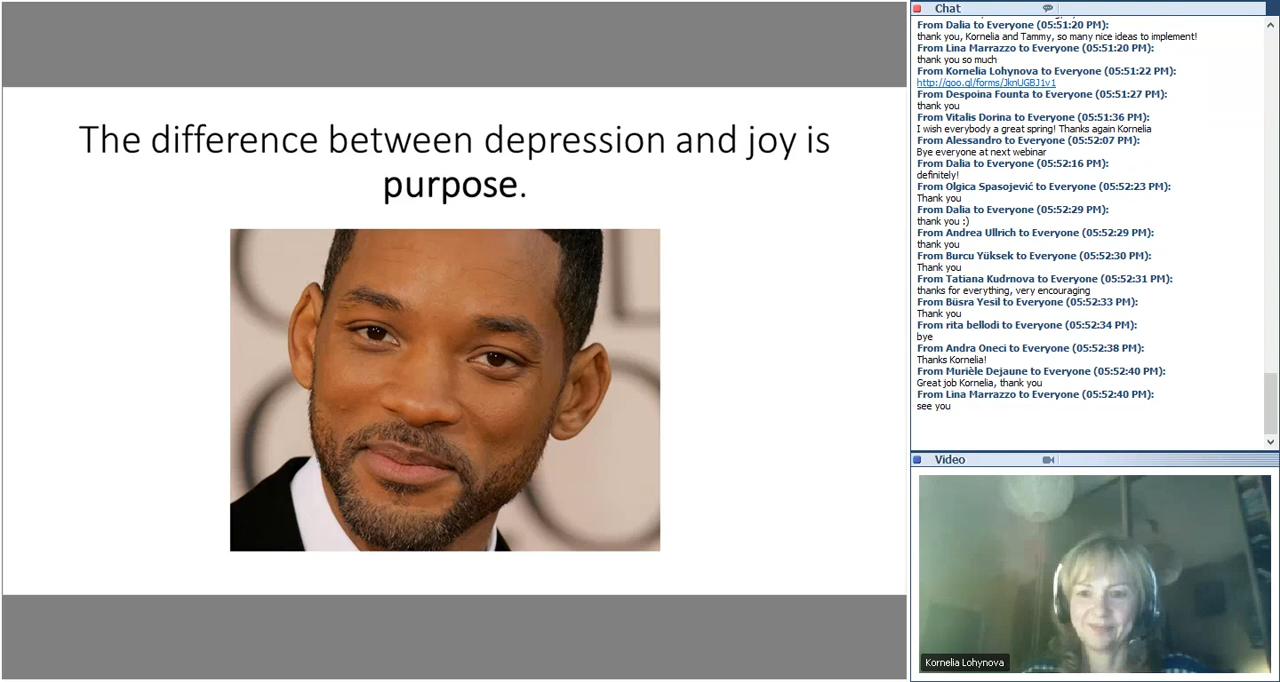 The difference between depression and joy is
purpose.
Chat
From Dalia to Everyone (05:51:20 PM):
thank you, Kornelia and Tammy, so many nice ideas to implement!
From Lina Marrazzo to Everyone (05:51:20 PM):
thank you so much
From Kornelia Lohynova to Everyone (05:51:22 PM):
http://goo.gl/forms/JknUGBJ1v1
From Despoina Founta to Everyone (05:51:27 PM):
thank you
From Vitalis Dorina to Everyone (05:51:36 PM):
I wish everybody a great spring! Thanks again Kornelia
From Alessandro to Everyone (05:52:07 PM):
Bye everyone at next webinar
From Dalia to Everyone (05:52:16 PM):
definitely!
From Olgica Spasojević to Everyone (05:52:23 PM):
Thank you
From Dalia to Everyone (05:52:29 PM):
thank you :)
From Andrea Ullrich to Everyone (05:52:29 PM):
thank you
From Burcu Yüksek to Everyone (05:52:30 PM):
Thank you
From Tatiana Kudrnova to Everyone (05:52:31 PM):
thanks for everything, very encouraging
From Büsra Yesil to Everyone (05:52:33 PM):
Thank you
From rita bellodi to Everyone (05:52:34 PM):
bye
From Andra Oneci to Everyone (05:52:38 PM):
Thanks Kornelia!
From Murièle Dejaune to Everyone (05:52:40 PM):
Great job Kornelia, thank you
From Lina Marrazzo to Everyone (05:52:40 PM):
see you
Video
Kornelia Lohynova